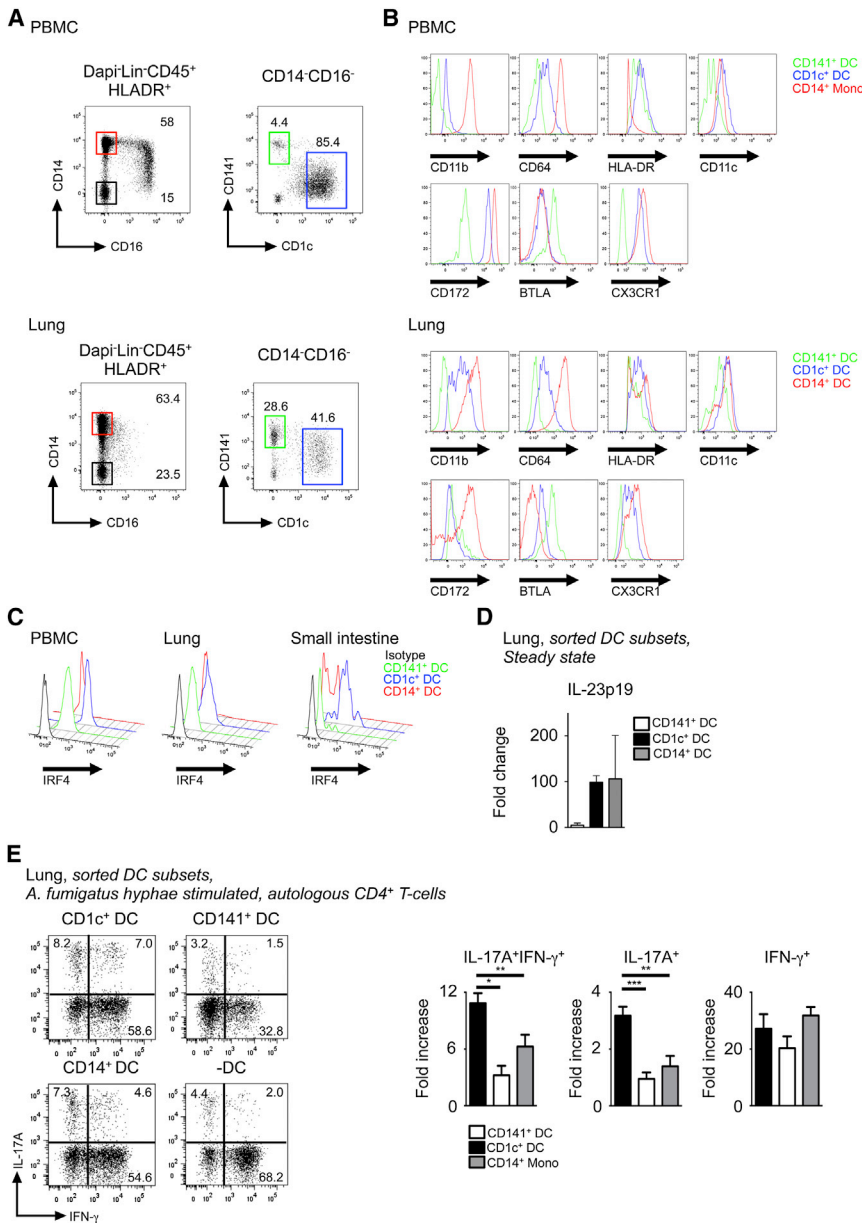 A
PBMC
Dapi-Lin-CD45+
HLADR+
CD14-CD16-
58
15
CD14
CD16
4.4
85.4
CD141
CD1c
Lung
Dapi-Lin-CD45+
HLADR+
CD14-CD16-
63.4
23.5
CD14
CD16
28.6
41.6
CD141
CD1c
B
PBMC
CD141+ DC
CD1c+ DC
CD14+ Mono
CD11b
CD64
HLA-DR
CD11c
CD172
BTLA
CX3CR1
Lung
CD141+ DC
CD1c+ DC
CD14+ DC
CD11b
CD64
HLA-DR
CD11c
CD172
BTLA
CX3CR1
C
PBMC
Lung
Small intestine
Isotype
CD141+ DC
CD1c+ DC
CD14+ DC
IRF4
IRF4
IRF4
D
Lung, sorted DC subsets,
Steady state
IL-23p19
Fold change
200
100
0
CD141+ DC
CD1c+ DC
CD14+ DC
E
Lung, sorted DC subsets,
A. fumigatus hyphae stimulated, autologous CD4+ T-cells
CD1c+ DC
8.2
7.0
58.6
CD141+ DC
3.2
1.5
32.8
CD14+ DC
7.3
4.6
54.6
-DC
4.4
2.0
68.2
IL-17A
IFN-γ
IL-17A+IFN-γ+
**
*
Fold increase
12
6
0
IL-17A+
**
***
Fold increase
4
2
0
IFN-γ+
Fold increase
40
20
0
CD141+ DC
CD1c+ DC
CD14+ Mono